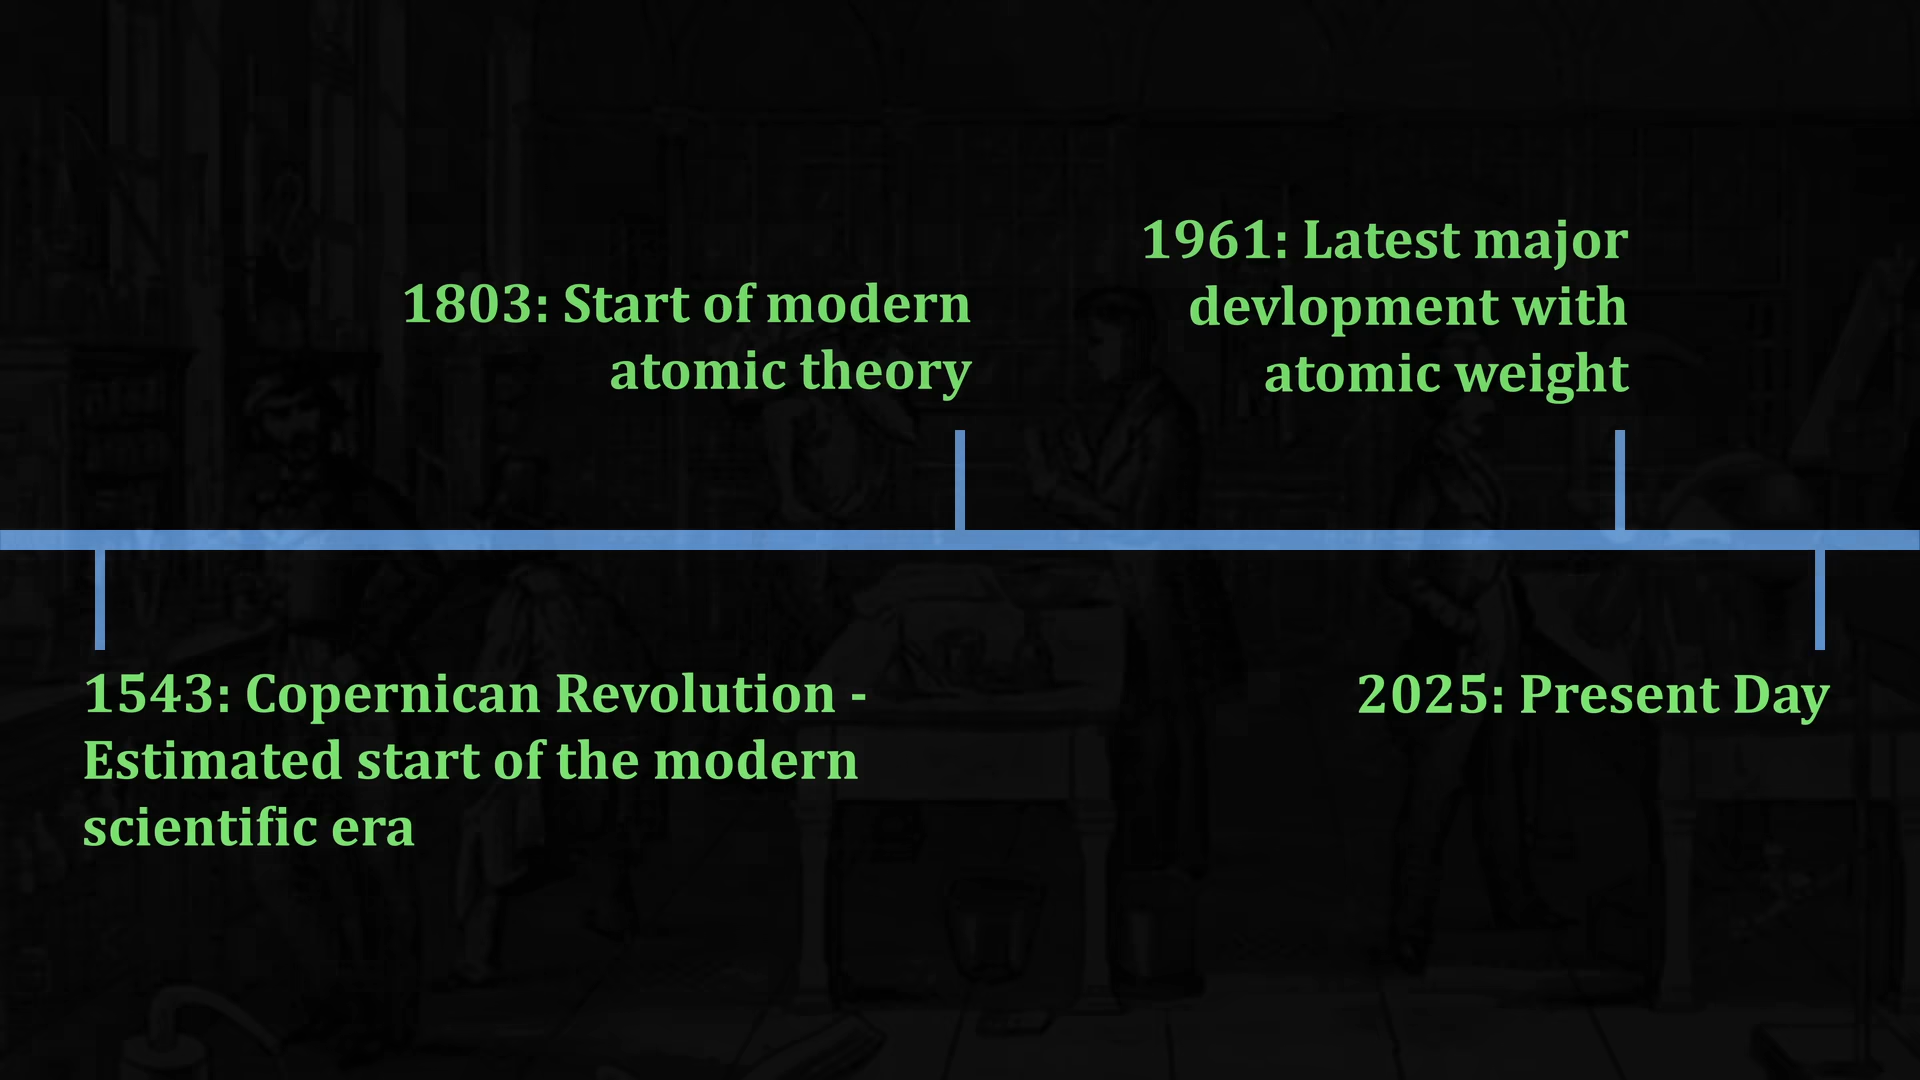 1961: Latest major
devlopment with
atomic weight
1803: Start of modern
atomic theory
1543: Copernican Revolution -
Estimated start of the modern
scientific era
2025: Present Day